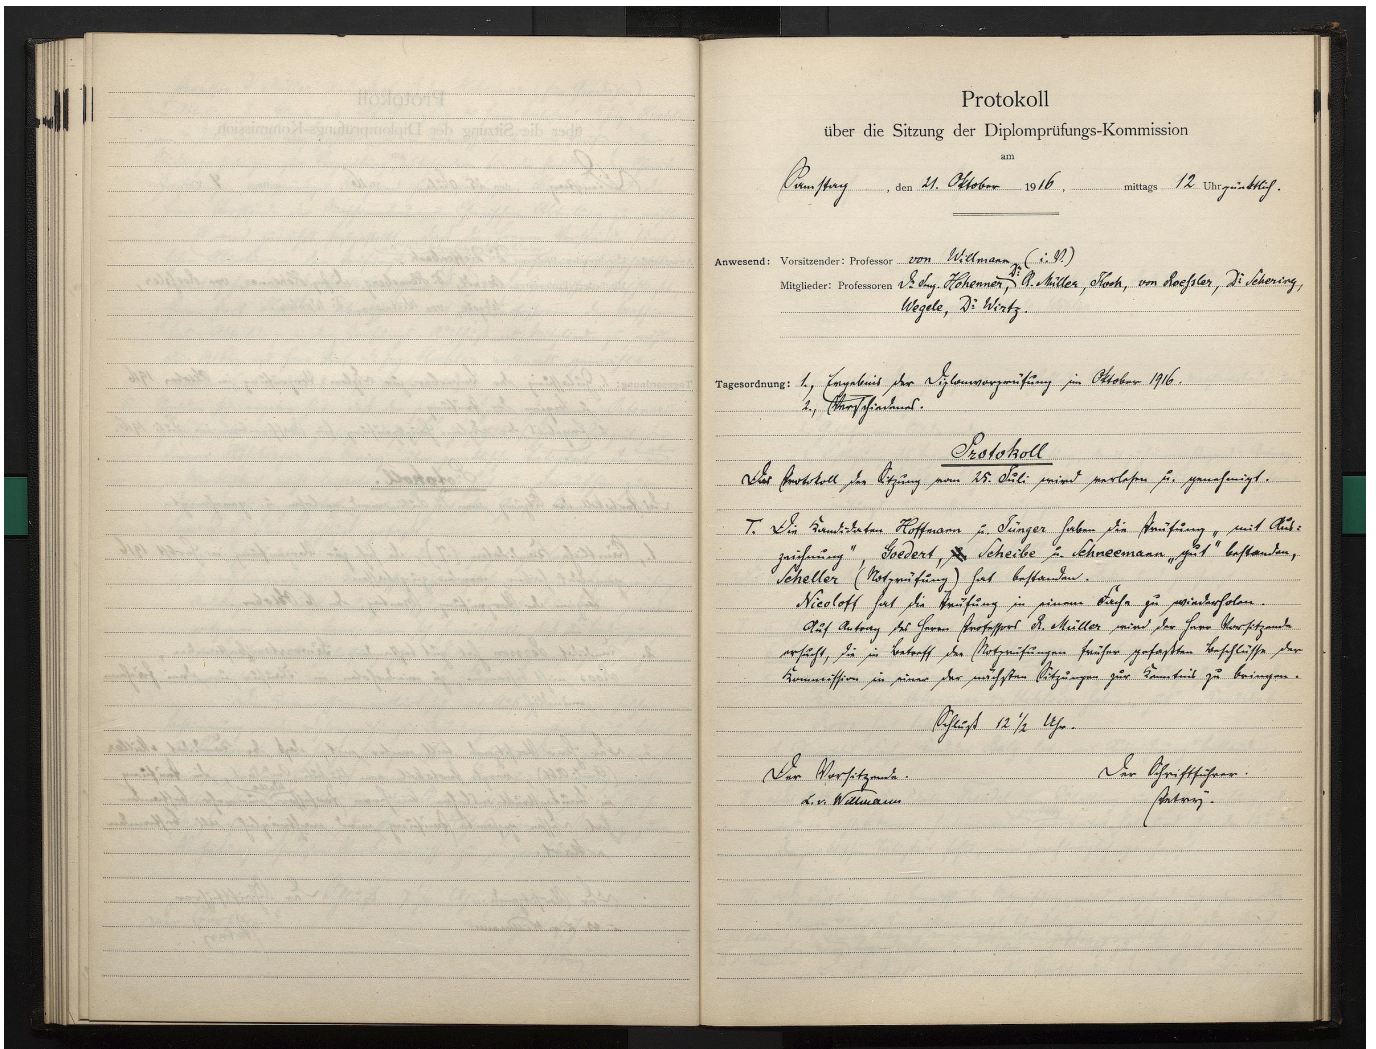 Protokoll
über die Sitzung der Diplomprüfungs-Kommission
am
Samstag, den 21. Oktober 1916, mittags 12 Uhr pünktlich.
Anwesend: Vorsitzender: Professor von Willmann (i. V.)
Mitglieder: Professoren Dr. Ing. Hohenner, Dr. R. Müller, Koch, von Roeßler, Dr. Schering,
Wegele, Dr. Wirtz.
Tagesordnung: 1., Ergebnis der Diplomvorprüfung im Oktober 1916.
2., Verschiedenes.
Protokoll
Das Protokoll der Sitzung vom 25. Juli wird verlesen u. genehmigt.
I. Die Kandidaten Hoffmann u. Jünger haben die Prüfung „mit Aus=
zeichnung", Goedert, Scheibe u. Schneemann „gut" bestanden,
Scheller (Notprüfung) hat bestanden.
Nicoloff hat die Prüfung in einem Fache zu wiederholen.
Auf Antrag des Herrn Professors R. Müller wird der Herr Vorsitzende
ersucht, die in Betreff der Notprüfungen früher gefaßten Beschlüsse der
Kommission in einer der nächsten Sitzungen zur Kenntnis zu bringen.
Schluß 12 1/2 Uhr.
Der Vorsitzende. Der Schriftführer.
L. v. Willmann Petry.